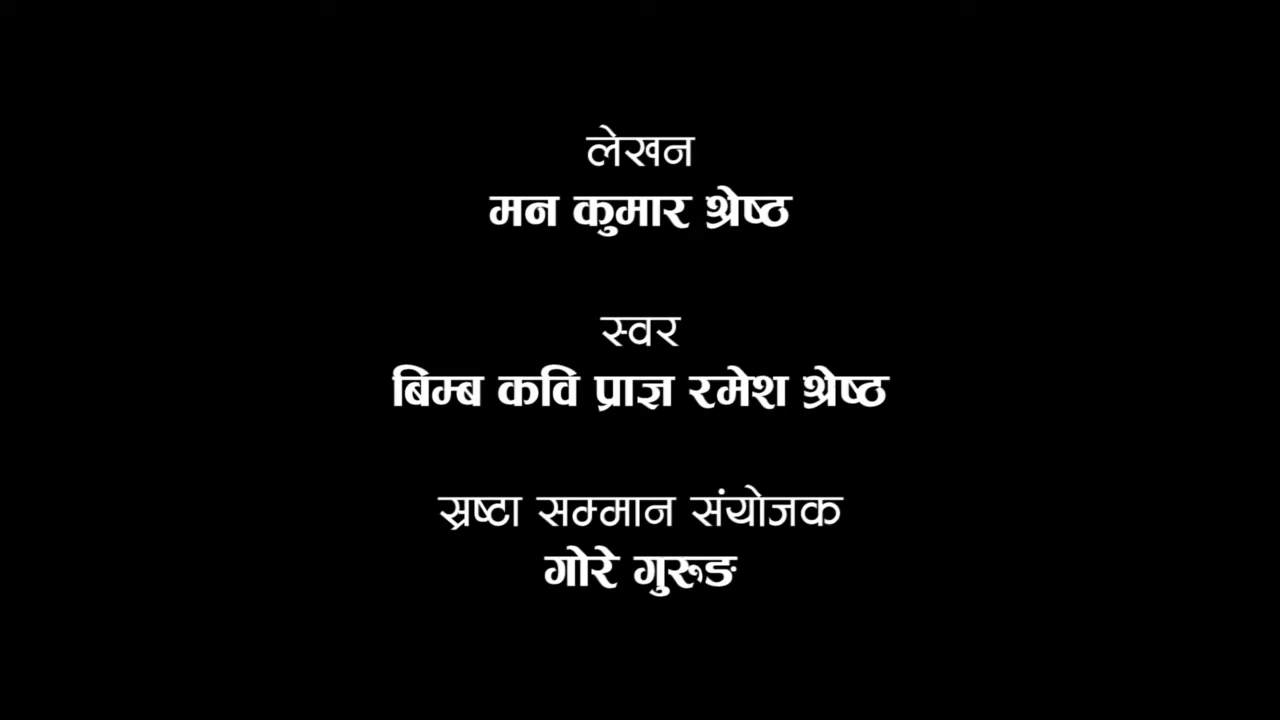 लेखन
मन कुमार श्रेष्ठ
स्वर
बिम्ब कवि प्राज्ञ रमेश श्रेष्ठ
स्रष्टा सम्मान संयोजक
गोरे गुरुङ